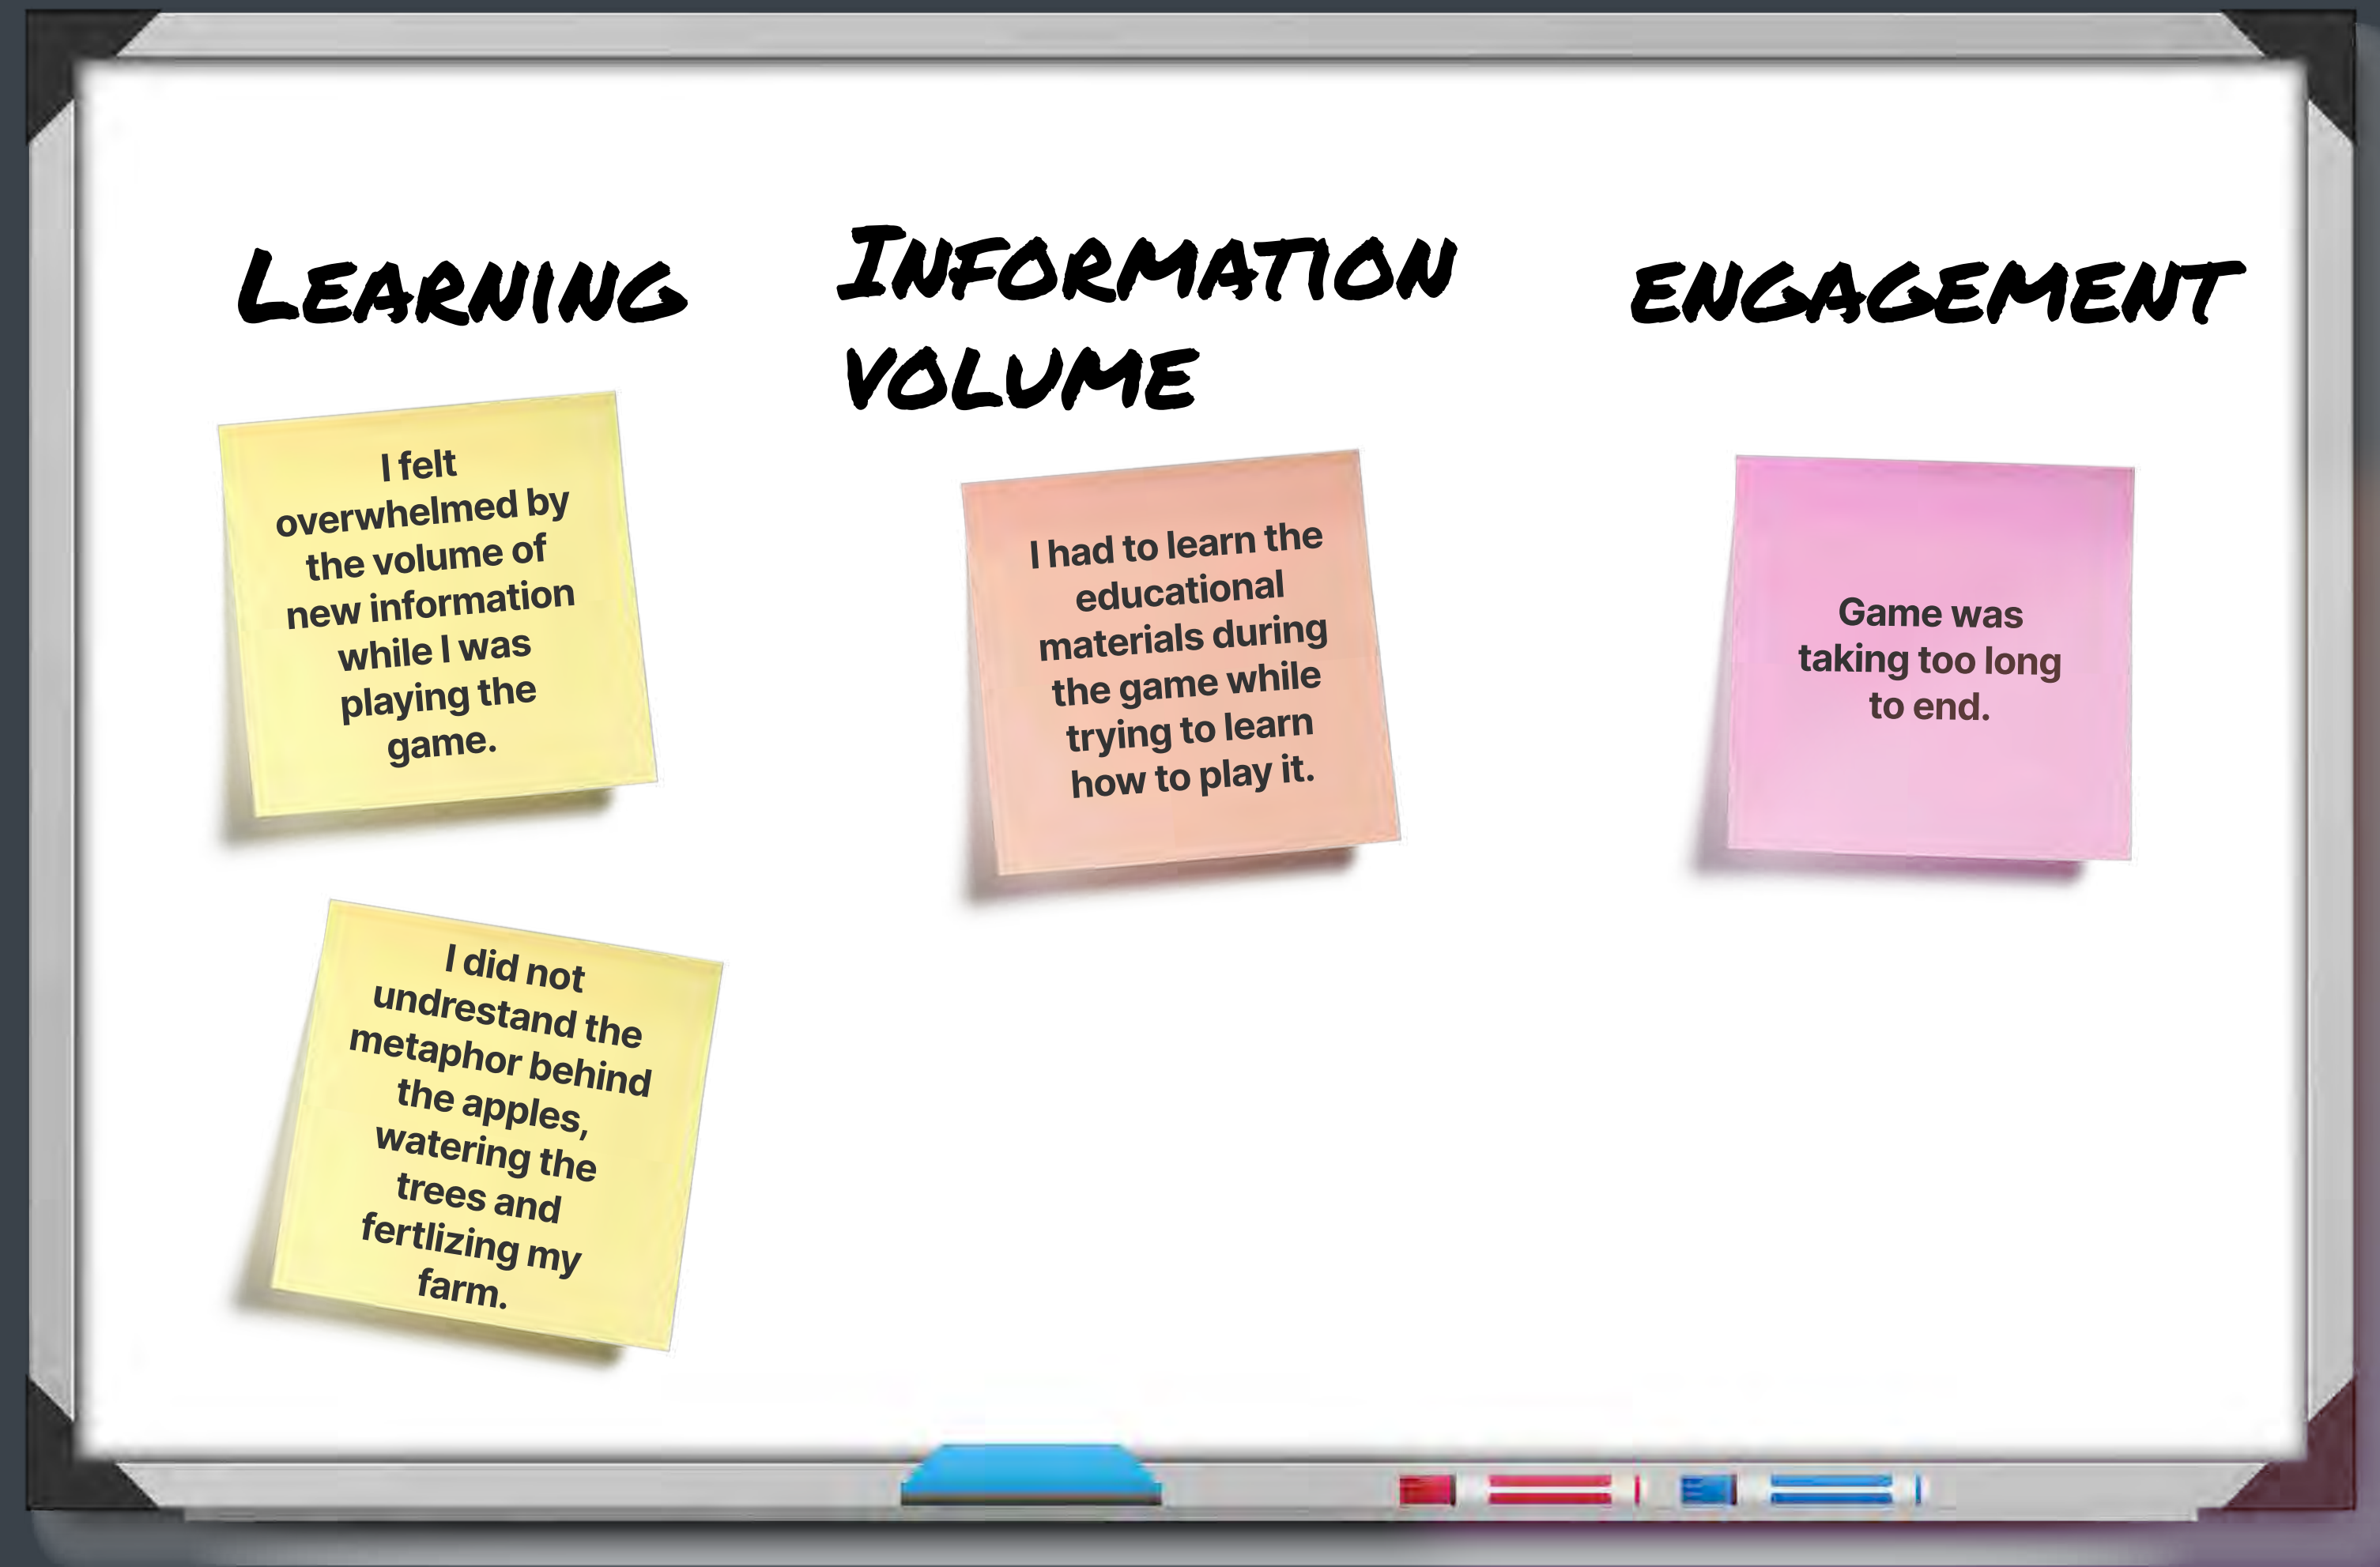 LEARNING
I felt
overwhelmed by
the volume of
new information
while I was
playing the
game.
I did not
undrestand the
metaphor behind
the apples,
watering the
trees and
fertlizing my
farm.
INFORMATION
VOLUME
I had to learn the
educational
materials during
the game while
trying to learn
how to play it.
ENGAGEMENT
Game was
taking too long
to end.